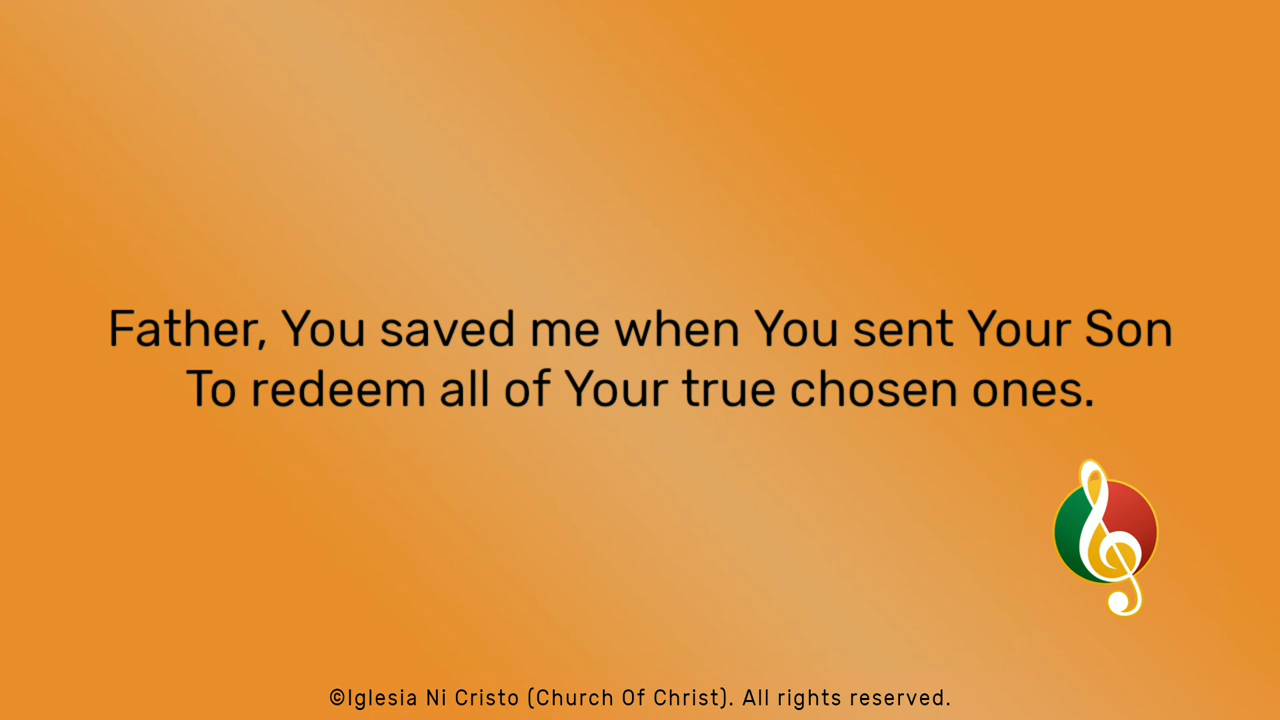 Father, You saved me when You sent Your Son
To redeem all of Your true chosen ones.
©Iglesia Ni Cristo (Church Of Christ). All rights reserved.